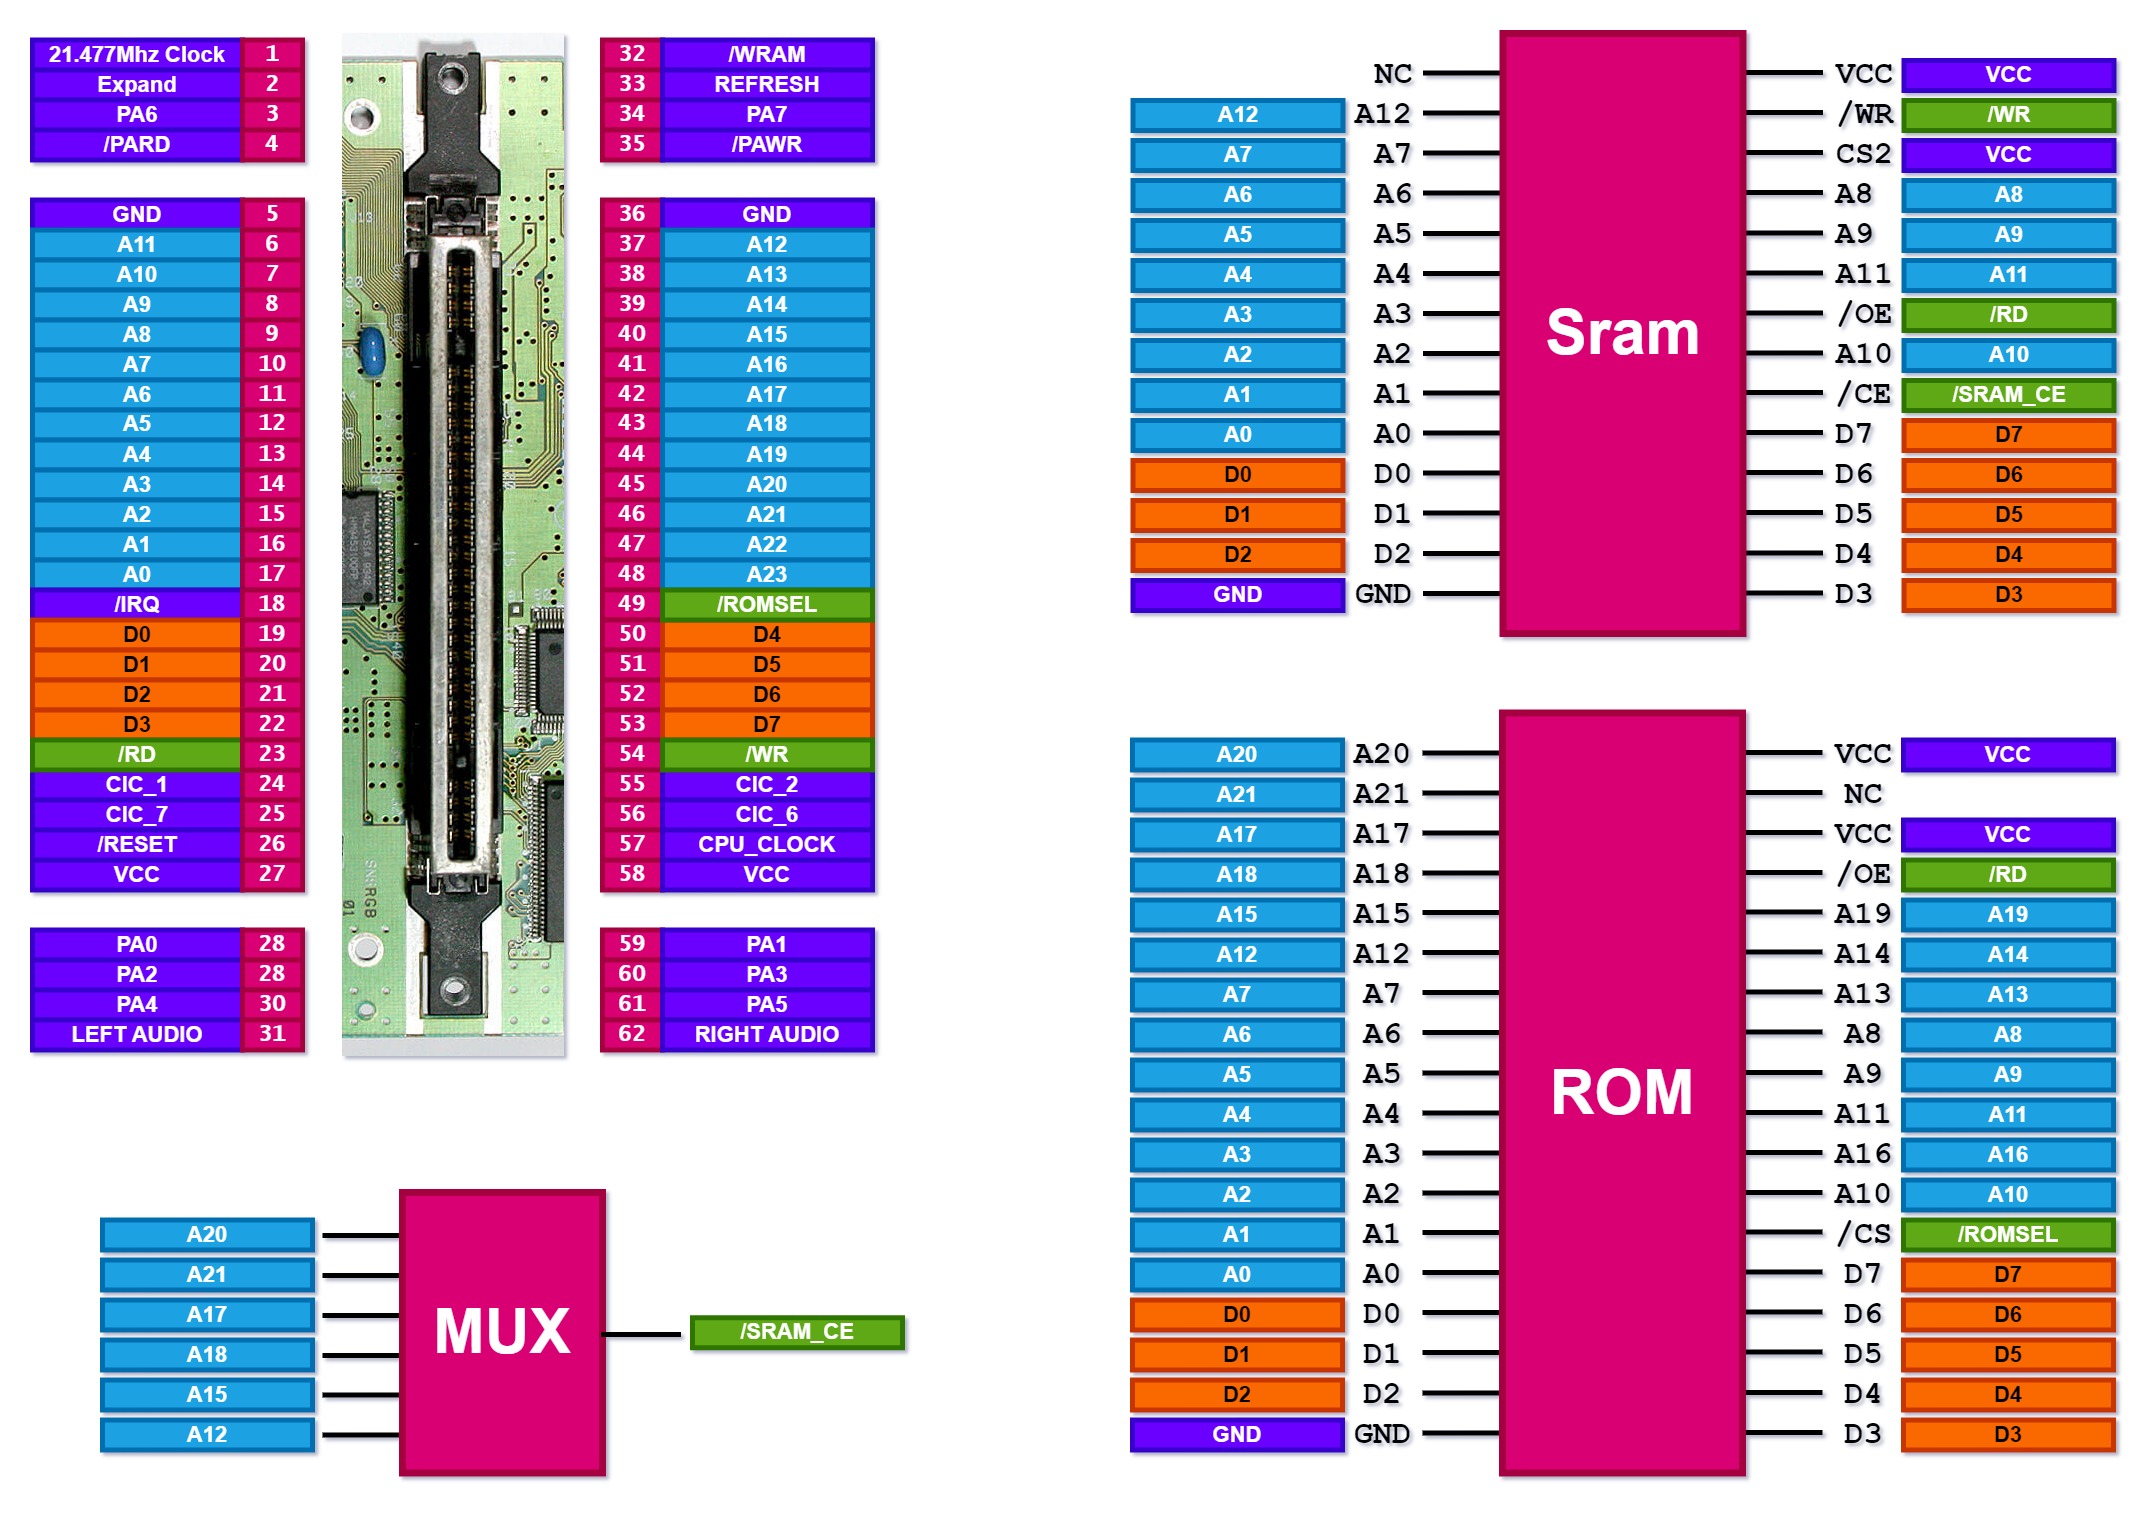 21.477Mhz Clock 1
Expand 2
PA6 3
/PARD 4
GND 5
A11 6
A10 7
A9 8
A8 9
A7 10
A6 11
A5 12
A4 13
A3 14
A2 15
A1 16
A0 17
/IRQ 18
D0 19
D1 20
D2 21
D3 22
/RD 23
CIC_1 24
CIC_7 25
/RESET 26
VCC 27
PA0 28
PA2 28
PA4 30
LEFT AUDIO 31
RGB
01
32 /WRAM
33 REFRESH
34 PA7
35 /PAWR
36 GND
37 A12
38 A13
39 A14
40 A15
41 A16
42 A17
43 A18
44 A19
45 A20
46 A21
47 A22
48 A23
49 /ROMSEL
50 D4
51 D5
52 D6
53 D7
54 /WR
55 CIC_2
56 CIC_6
57 CPU_CLOCK
58 VCC
59 PA1
60 PA3
61 PA5
62 RIGHT AUDIO
A20
A21
A17
A18
A15
A12
MUX
/SRAM_CE
NC
A12 A12
A7 A7
A6 A6
A5 A5
A4 A4
A3 A3
A2 A2
A1 A1
A0 A0
D0 D0
D1 D1
D2 D2
GND GND
Sram
VCC VCC
/WR /WR
CS2 VCC
A8 A8
A9 A9
A11 A11
/OE /RD
A10 A10
/CE /SRAM_CE
D7 D7
D6 D6
D5 D5
D4 D4
D3 D3
A20 A20
A21 A21
A17 A17
A18 A18
A15 A15
A12 A12
A7 A7
A6 A6
A5 A5
A4 A4
A3 A3
A2 A2
A1 A1
A0 A0
D0 D0
D1 D1
D2 D2
GND GND
ROM
VCC VCC
NC
VCC VCC
/OE /RD
A19 A19
A14 A14
A13 A13
A8 A8
A9 A9
A11 A11
A16 A16
A10 A10
/CS /ROMSEL
D7 D7
D6 D6
D5 D5
D4 D4
D3 D3